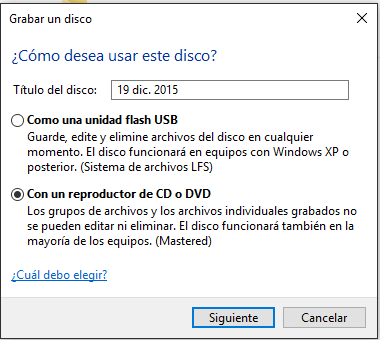 Grabar un disco
¿Cómo desea usar este disco?
Título del disco: 19 dic. 2015
Como una unidad flash USB
Guarde, edite y elimine archivos del disco en cualquier
momento. El disco funcionará en equipos con Windows XP o
posterior. (Sistema de archivos LFS)
Con un reproductor de CD o DVD
Los grupos de archivos y los archivos individuales grabados no
se pueden editar ni eliminar. El disco funcionará también en la
mayoría de los equipos. (Mastered)
¿Cuál debo elegir?
Siguiente Cancelar